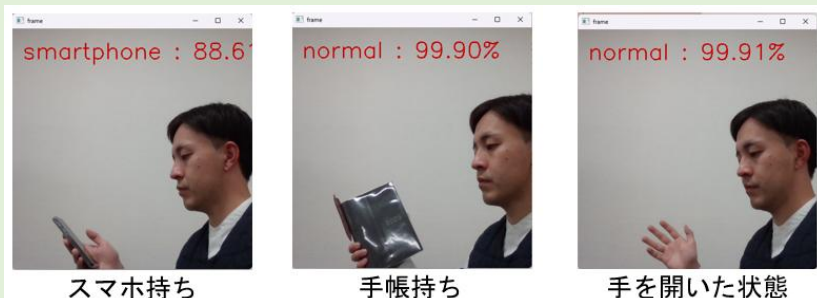 frame
smartphone : 88.61
frame
normal : 99.90%
frame
normal : 99.91%
スマホ持ち
手帳持ち
手を開いた状態